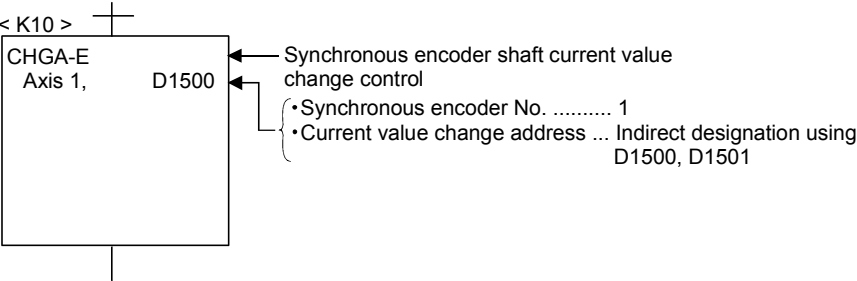 < K10 >
CHGA-E
Axis 1, D1500
Synchronous encoder shaft current value
change control
•Synchronous encoder No. .......... 1
•Current value change address ... Indirect designation using
D1500, D1501